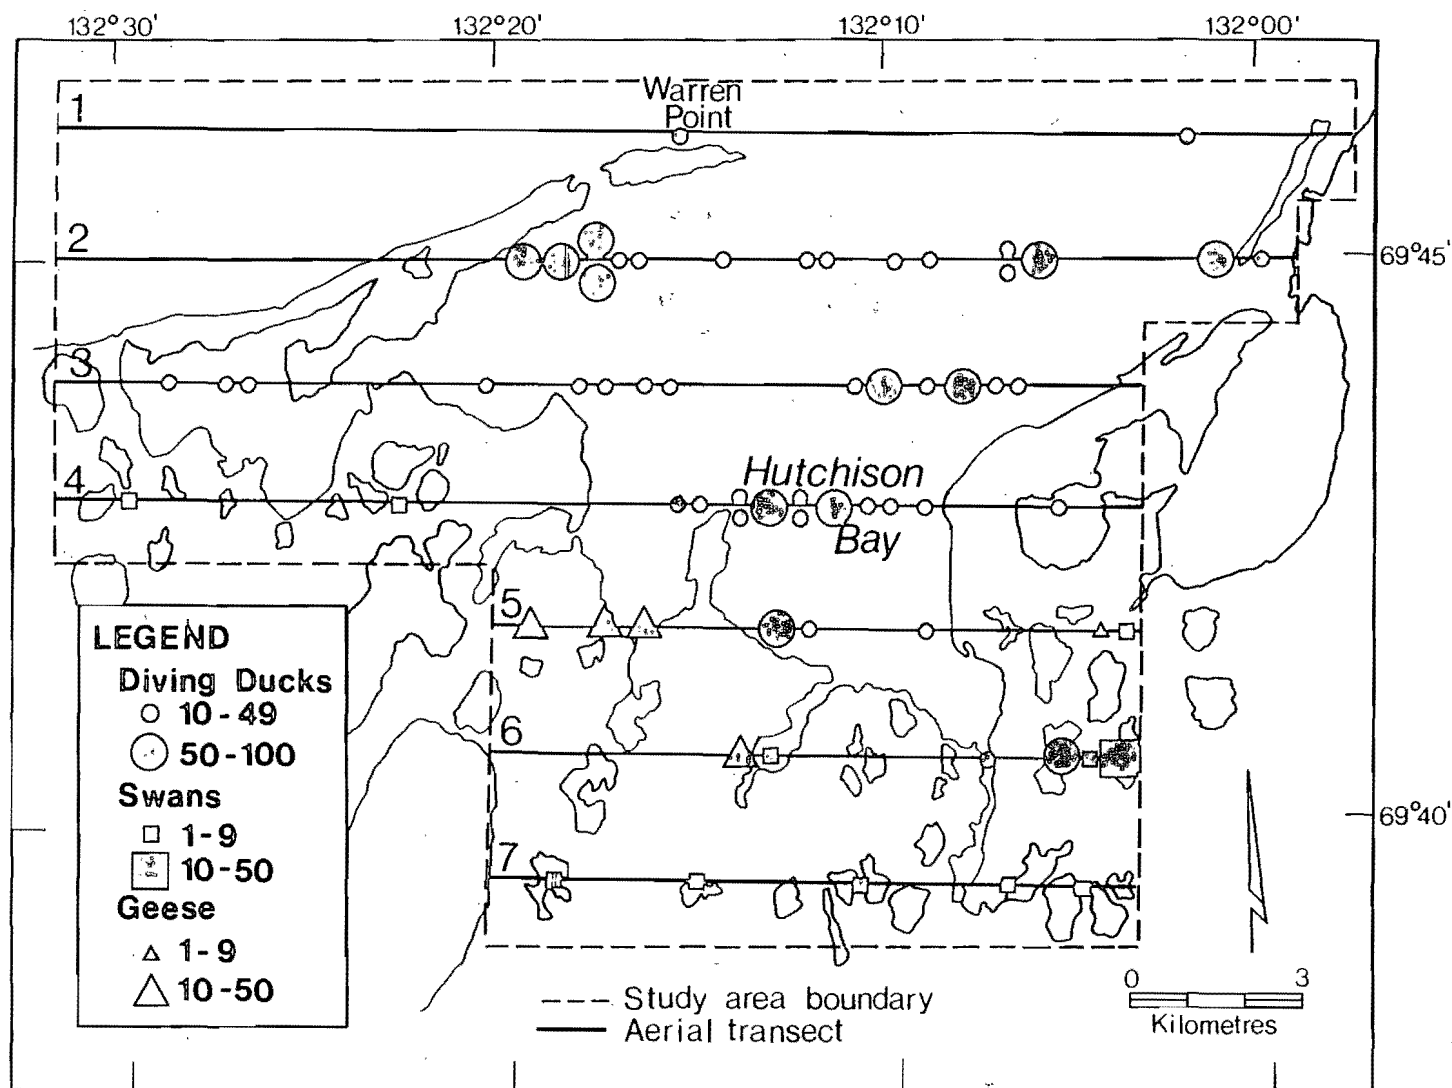 132°30' 132°20' 132°10' 132°00'
Warren
Point
1
2
69°45'
3
4
Hutchison
Bay
5
LEGEND
Diving Ducks
10-49
50-100
Swans
1-9
10-50
Geese
1-9
10-50
6
69°40'
7
Study area boundary
Aerial transect
0 3
Kilometres